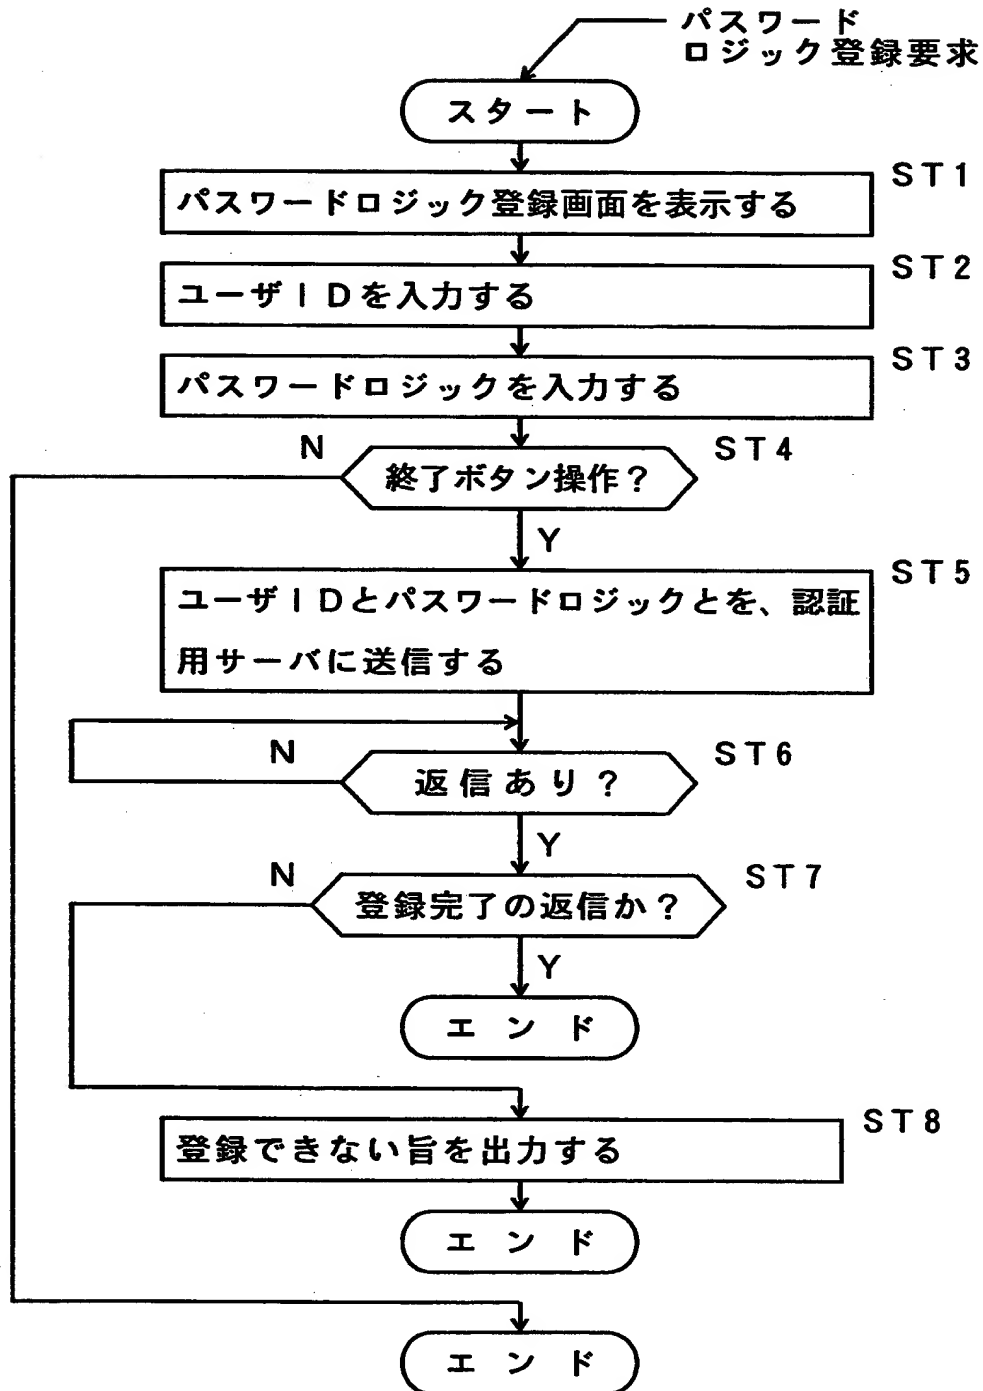 パスワード
ロジック登録要求
スタート
ST1
パスワードロジック登録画面を表示する
ST2
ユーザIDを入力する
ST3
パスワードロジックを入力する
N
ST4
終了ボタン操作?
Y
ST5
ユーザIDとパスワードロジックとを、認証
用サーバに送信する
N
ST6
返信あり?
Y
N
ST7
登録完了の返信か?
Y
エンド
ST8
登録できない旨を出力する
エンド
エンド